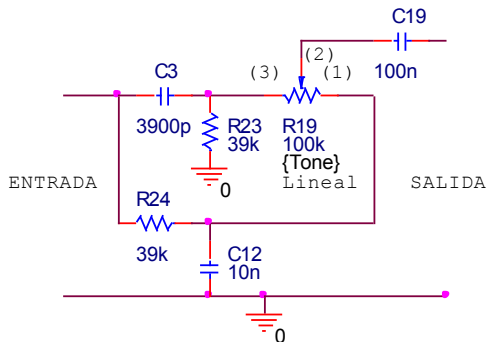 C19
100n
(2)
(3)
(1)
C3
3900p
R23
39k
R19
100k
{Tone}
Lineal
0
ENTRADA
SALIDA
R24
39k
C12
10n
0